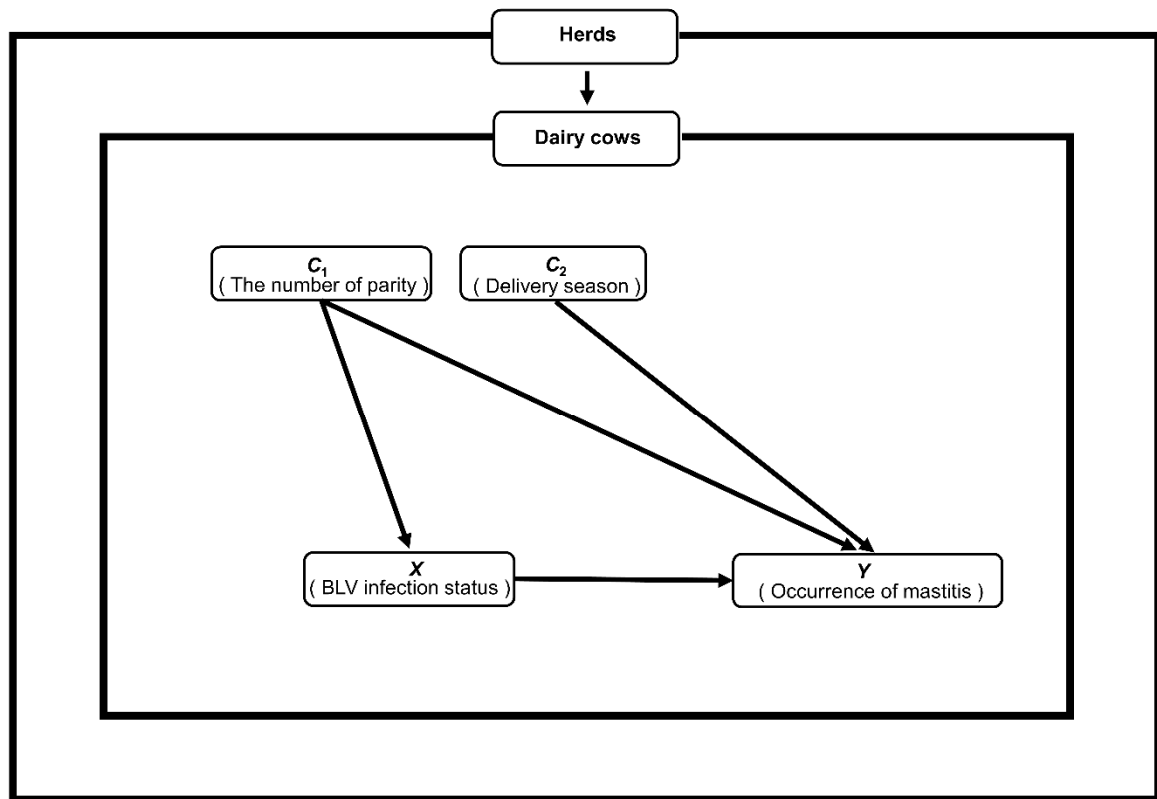 Herds
Dairy cows
C₁
( The number of parity )
C₂
( Delivery season )
X
( BLV infection status )
Y
( Occurrence of mastitis )